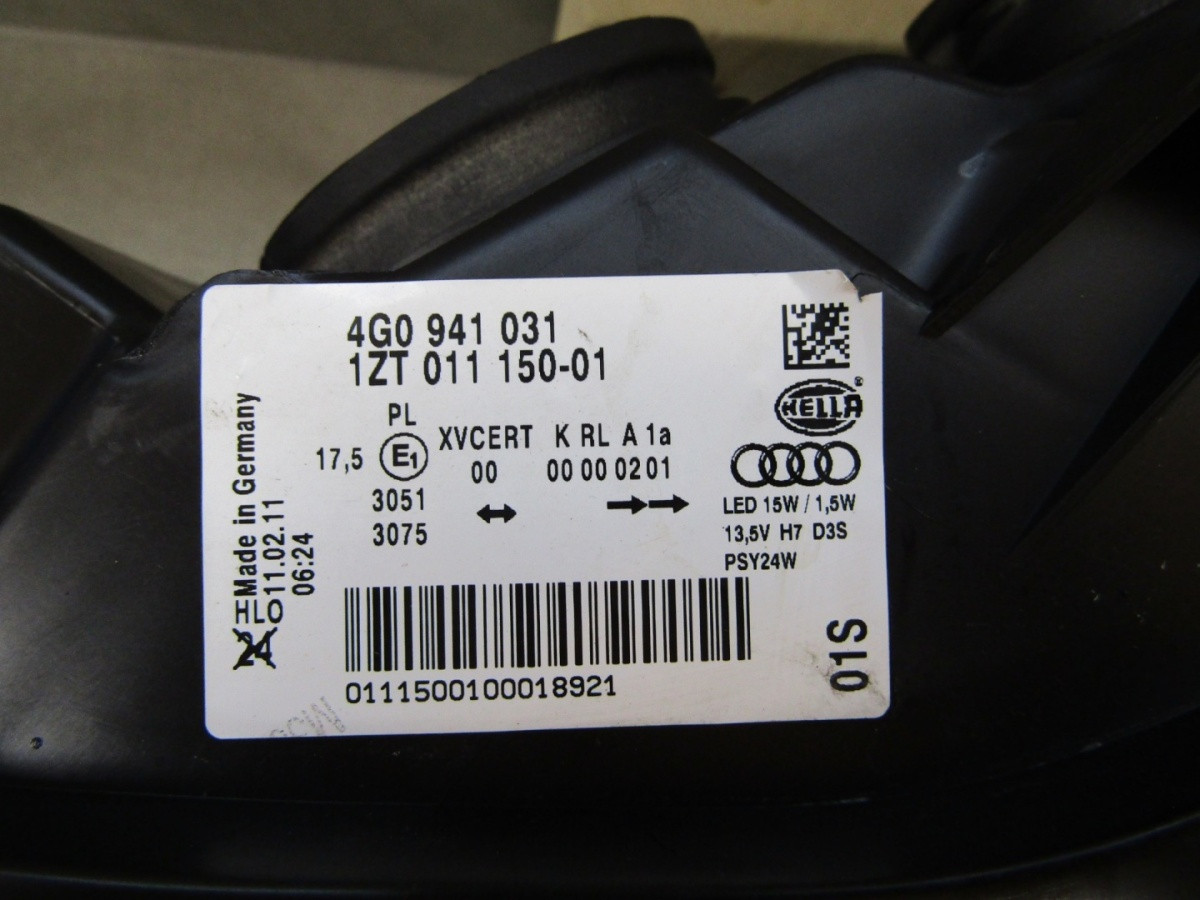 4G0 941 031
1ZT 011 150-01
PL
17,5 E1 XVCERT K RL A 1a
00 00 00 02 01
3051
3075
HELLA
LED 15W / 1,5W
13,5V H7 D3S
PSY24W
Made in Germany
11.02.11
06:24
0111500100018921
01S